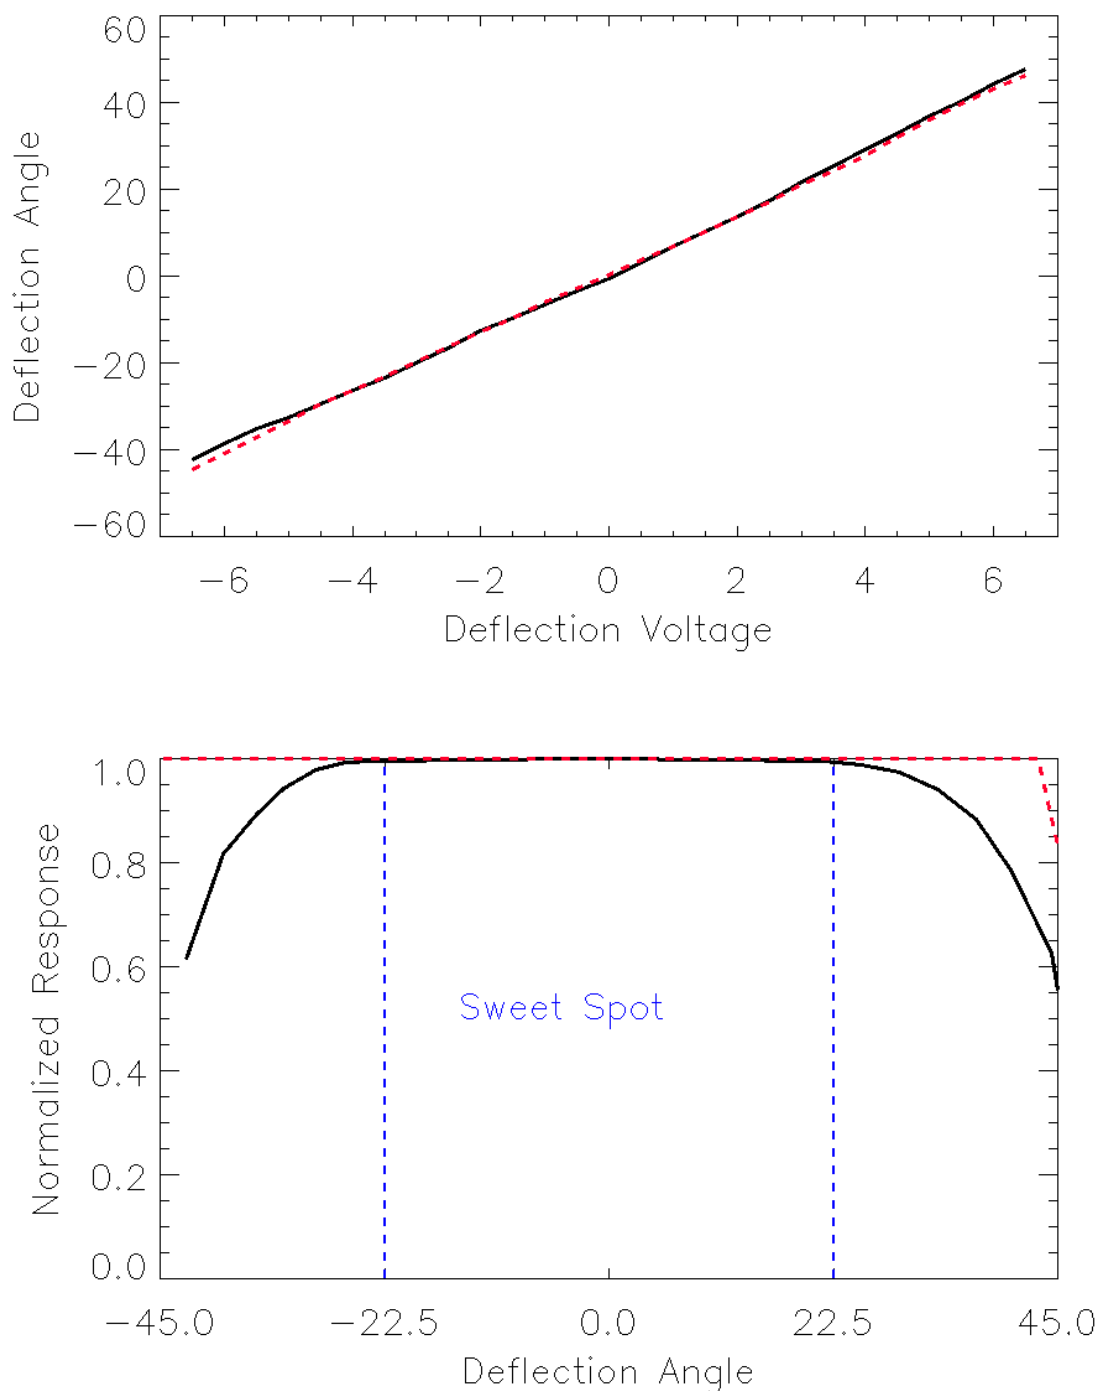 60
40
20
0
−20
−40
−60
Deflection Angle
−6 −4 −2 0 2 4 6
Deflection Voltage
1.0
0.8
0.6
0.4
0.2
0.0
Normalized Response
Sweet Spot
−45.0 −22.5 0.0 22.5 45.0
Deflection Angle